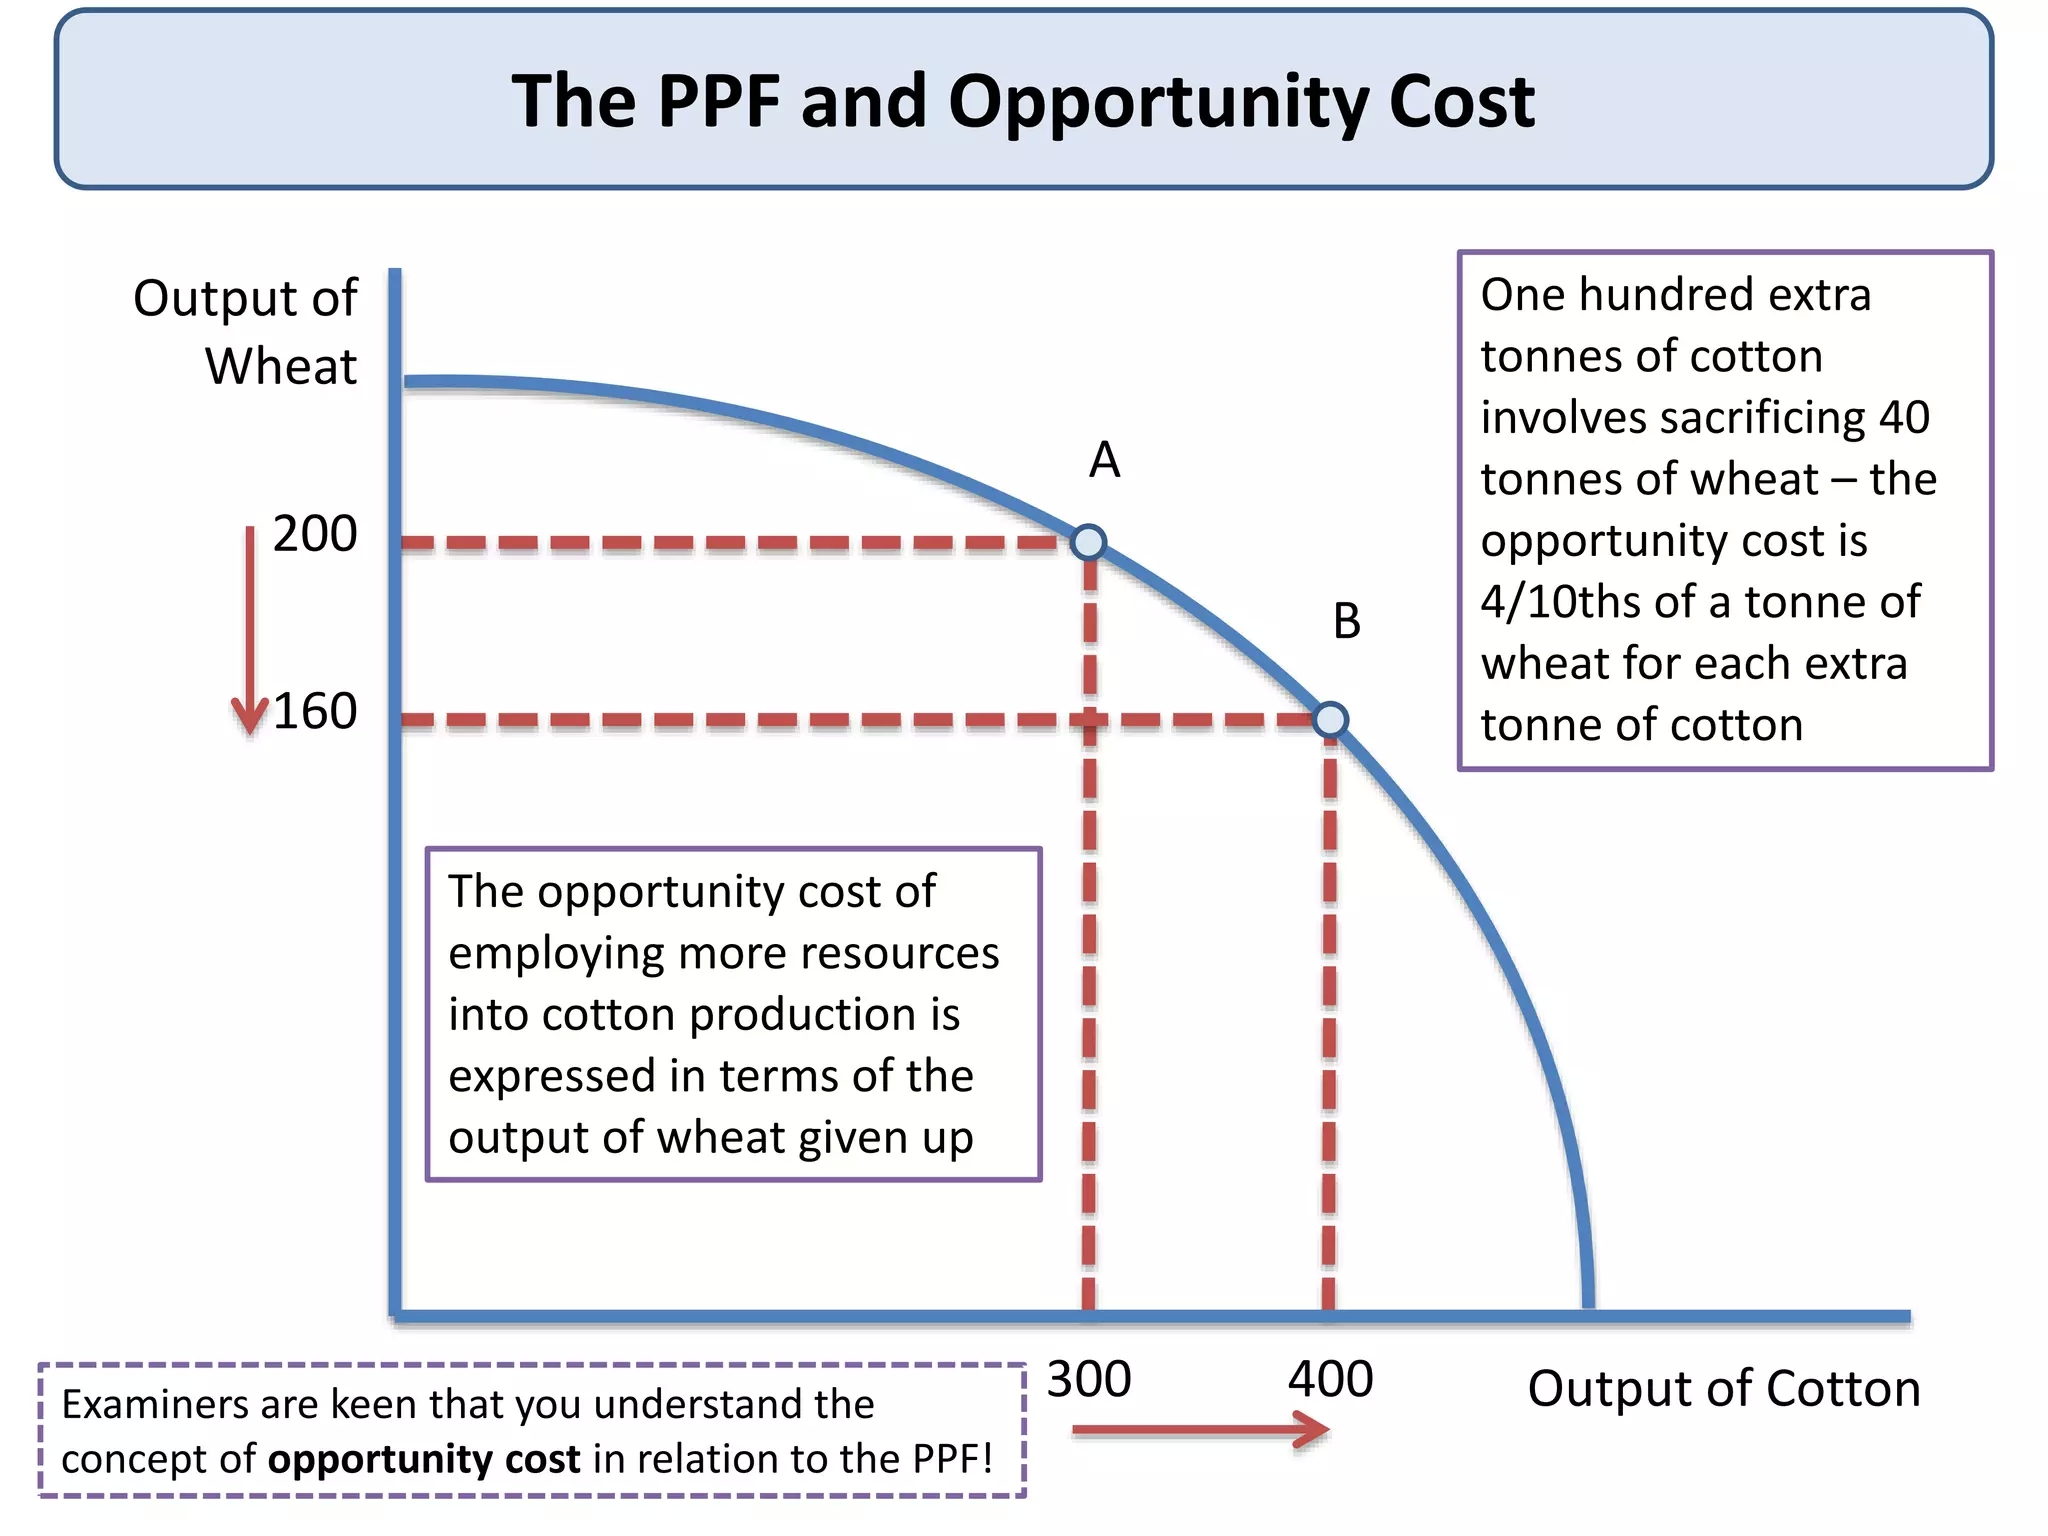 The PPF and Opportunity Cost
Output of
Wheat
200
160
A
B
One hundred extra
tonnes of cotton
involves sacrificing 40
tonnes of wheat – the
opportunity cost is
4/10ths of a tonne of
wheat for each extra
tonne of cotton
The opportunity cost of
employing more resources
into cotton production is
expressed in terms of the
output of wheat given up
300
400
Output of Cotton
Examiners are keen that you understand the
concept of opportunity cost in relation to the PPF!